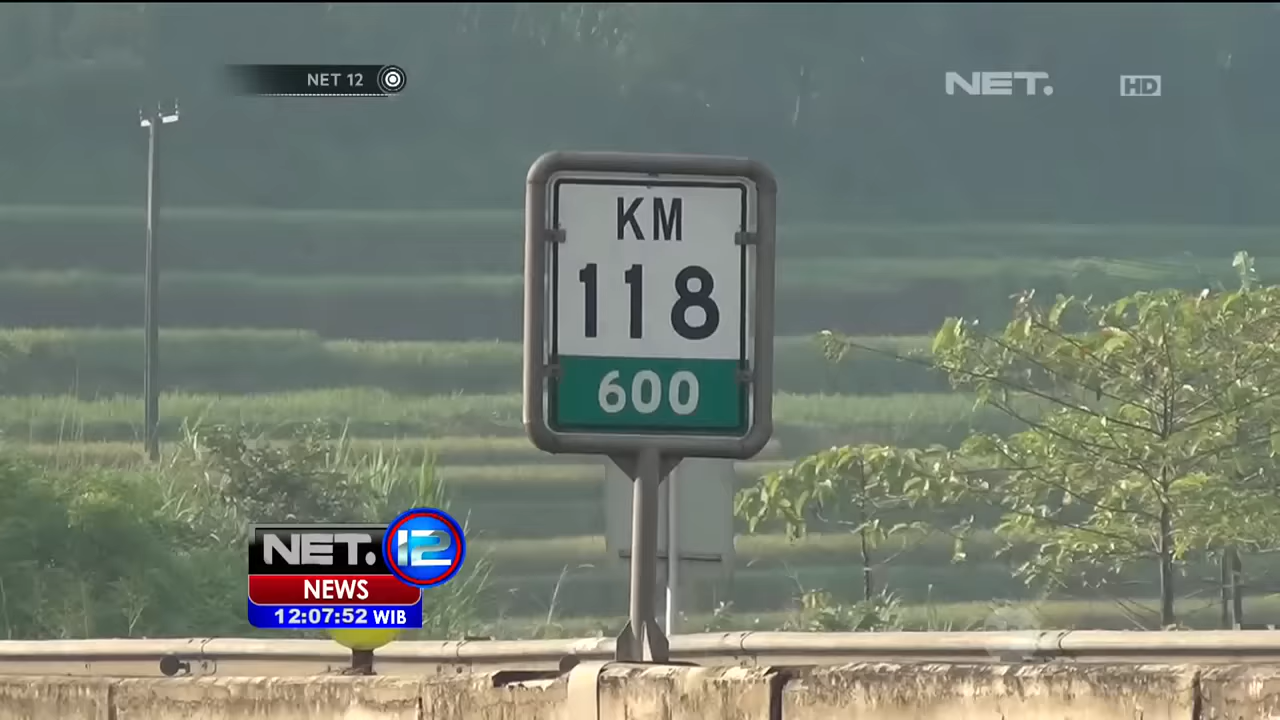 NET 12
NET.
HD
KM
118
600
NET. 12
NEWS
12:07:52 WIB